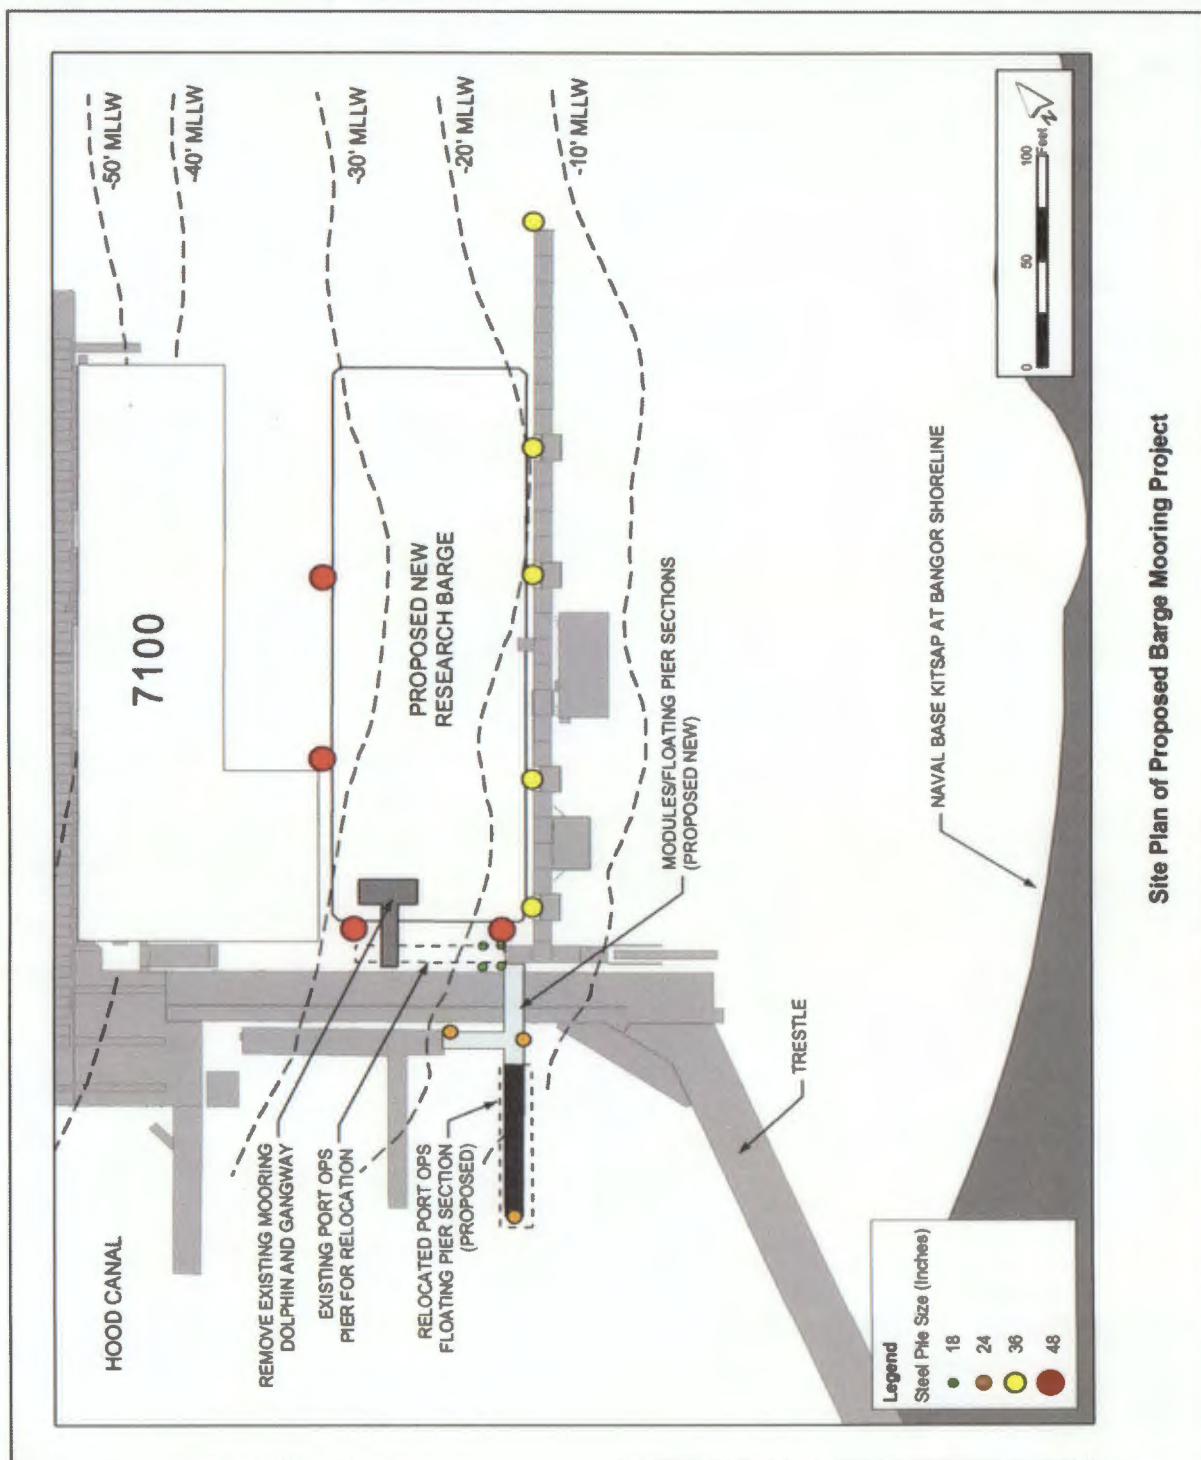 HOOD CANAL
-50' MLLW
-40' MLLW
-30' MLLW
-20' MLLW
-10' MLLW
7100
PROPOSED NEW
RESEARCH BARGE
REMOVE EXISTING MOORING
DOLPHIN AND GANGWAY
EXISTING PORT OPS
PIER FOR RELOCATION
RELOCATED PORT OPS
FLOATING PIER SECTION
(PROPOSED)
MODULES/FLOATING PIER SECTIONS
(PROPOSED NEW)
TRESTLE
NAVAL BASE KITSAP AT BANGOR SHORELINE
Legend
Steel Pile Size (Inches)
18
24
36
48
0
50
100
Feet
N
Site Plan of Proposed Barge Mooring Project